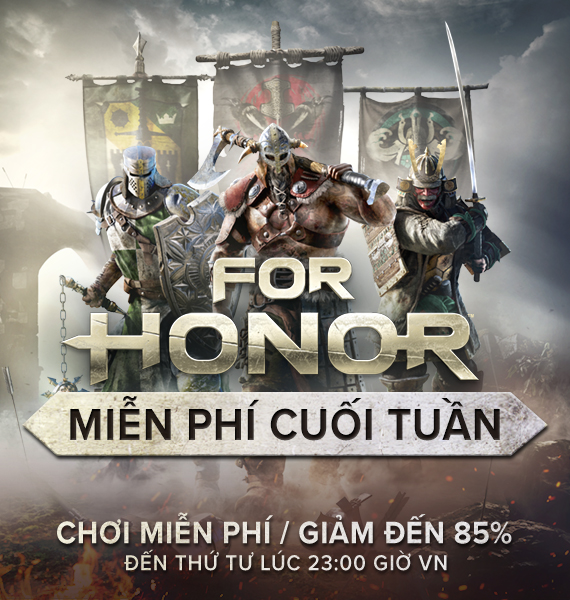 FOR
HONOR
MIỄN PHÍ CUỐI TUẦN
CHƠI MIỄN PHÍ / GIẢM ĐẾN 85%
ĐẾN THỨ TƯ LÚC 23:00 GIỜ VN